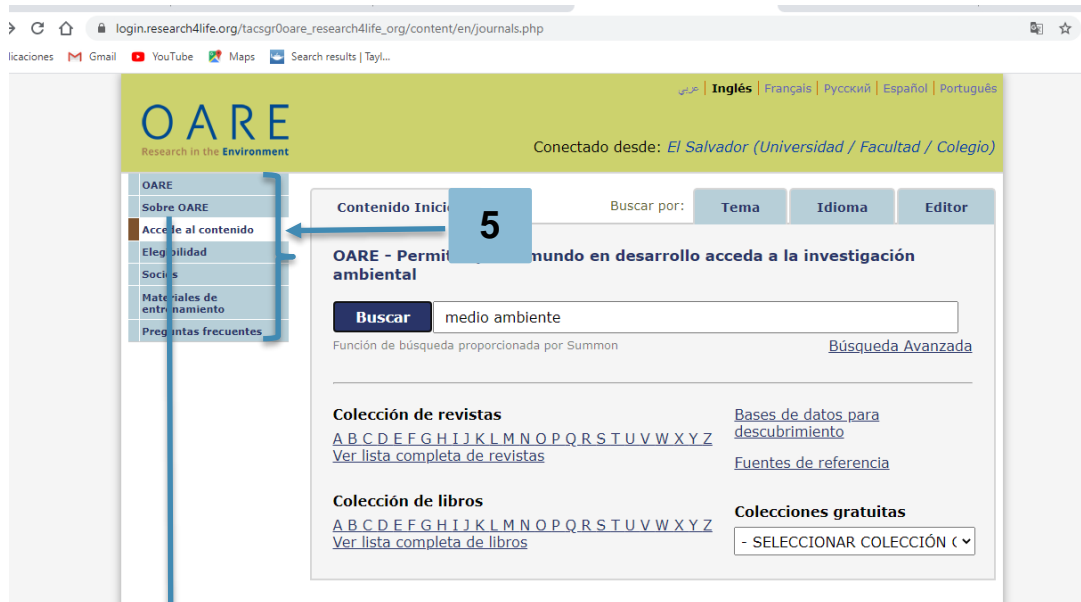 login.research4life.org/tacsgr0oare_research4life_org/content/en/journals.php
licaciones Gmail YouTube Maps Search results | Tayl...
عربي | Inglés | Français | Русский | Español | Português
OARE
Research in the Environment
Conectado desde: El Salvador (Universidad / Facultad / Colegio)
OARE
Sobre OARE
Accede al contenido
Elegibilidad
Socios
Materiales de
entrenamiento
Preguntas frecuentes
5
Contenido Inici
Buscar por: Tema Idioma Editor
OARE - mundo en desarrollo acceda a la investigación
ambiental
Buscar medio ambiente
Función de búsqueda proporcionada por Summon
Búsqueda Avanzada
Colección de revistas
A B C D E F G H I J K L M N O P Q R S T U V W X Y Z
Ver lista completa de revistas
Bases de datos para
descubrimiento
Fuentes de referencia
Colección de libros
A B C D E F G H I J K L M N O P Q R S T U V W X Y Z
Ver lista completa de libros
Colecciones gratuitas
- SELECCIONAR COLECCIÓN